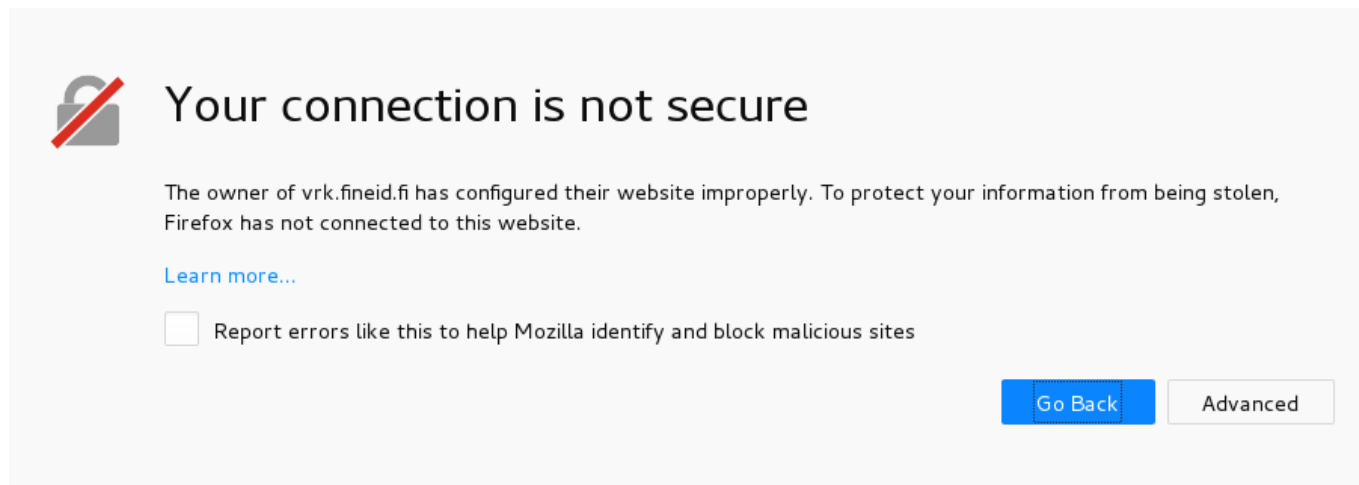 Your connection is not secure
The owner of vrk.fineid.fi has configured their website improperly. To protect your information from being stolen,
Firefox has not connected to this website.
Learn more...
Report errors like this to help Mozilla identify and block malicious sites
Go Back
Advanced